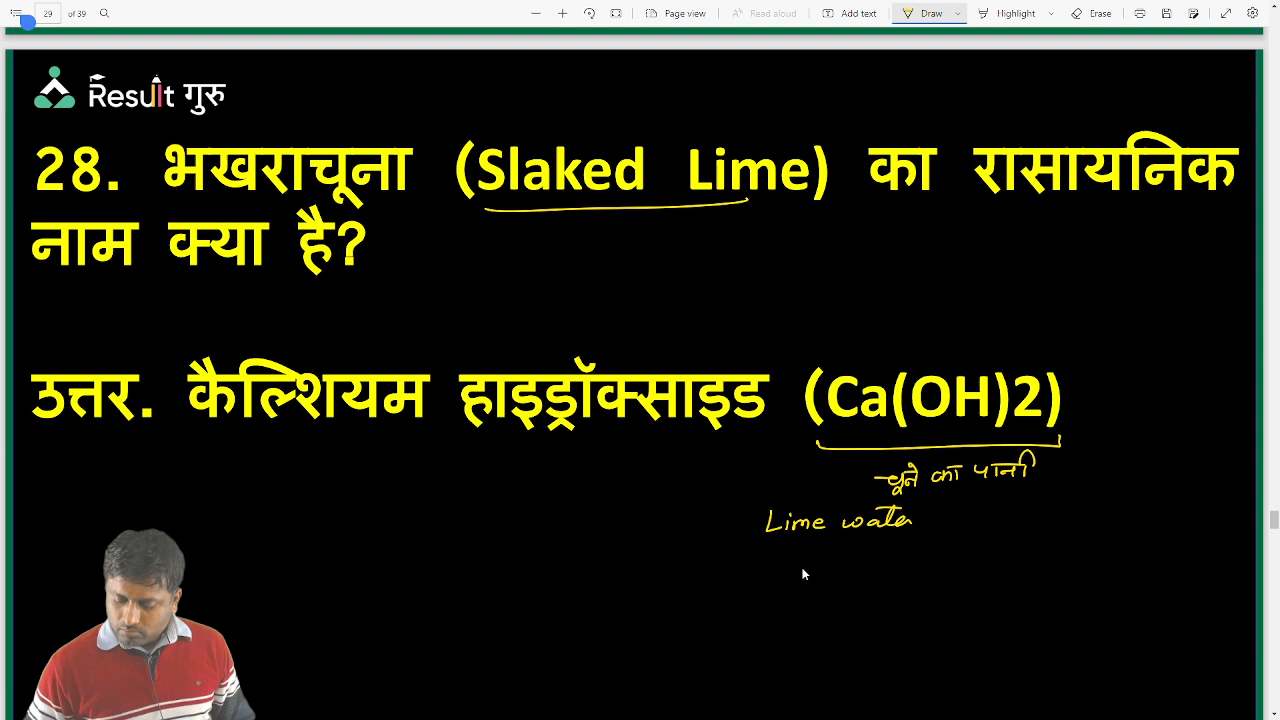 29 of 39
Page view
Read aloud
Add text
Draw
Highlight
Erase
Result गुरु
28. भखराचूना (Slaked Lime) का रासायनिक
नाम क्या है?
उत्तर. कैल्शियम हाइड्रॉक्साइड (Ca(OH)2)
चूने का पानी
Lime water